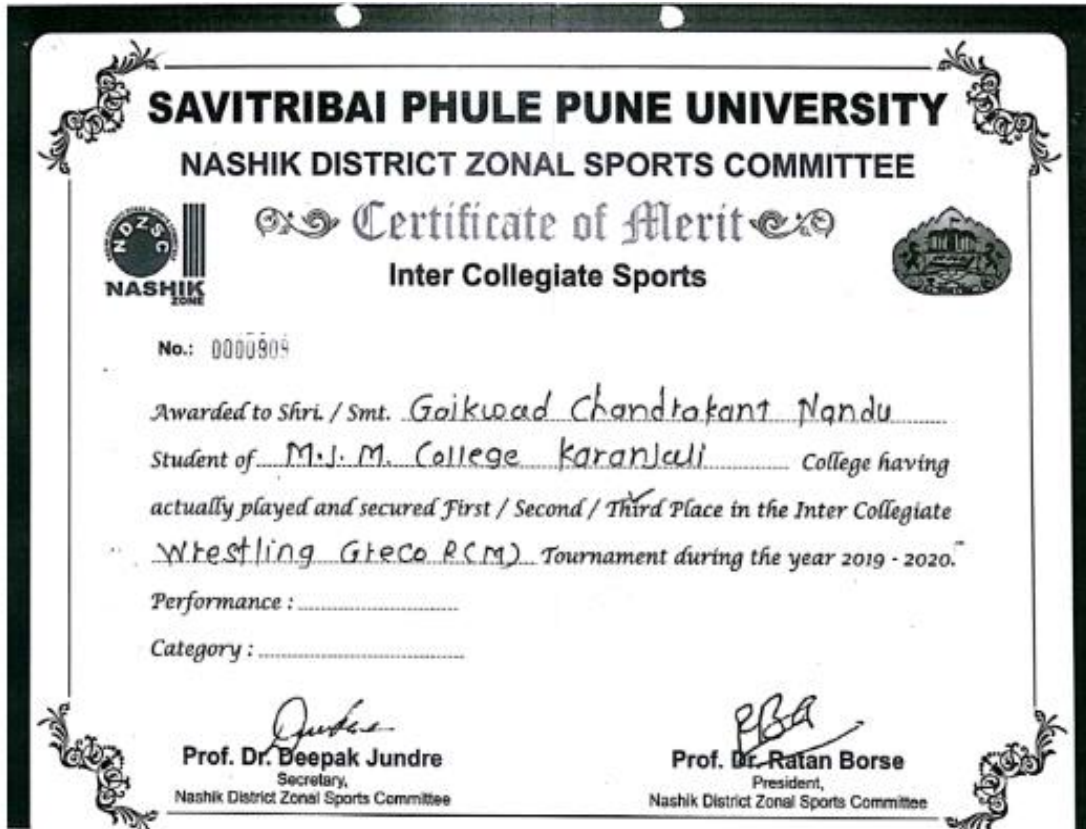 SAVITRIBAI PHULE PUNE UNIVERSITY
NASHIK DISTRICT ZONAL SPORTS COMMITTEE
Certificate of Merit
NDZSC
NASHIK
ZONE
Inter Collegiate Sports
No.: 0000909
Awarded to Shri. / Smt. Gaikwad Chandrakant Nandu
Student of M.J.M. College Karanjali College having
actually played and secured First / Second / Third Place in the Inter Collegiate
Wrestling Greco R(M) Tournament during the year 2019 - 2020.
Performance :
Category :
Prof. Dr. Deepak Jundre
Secretary,
Nashik District Zonal Sports Committee
Prof. Dr. Ratan Borse
President,
Nashik District Zonal Sports Committee